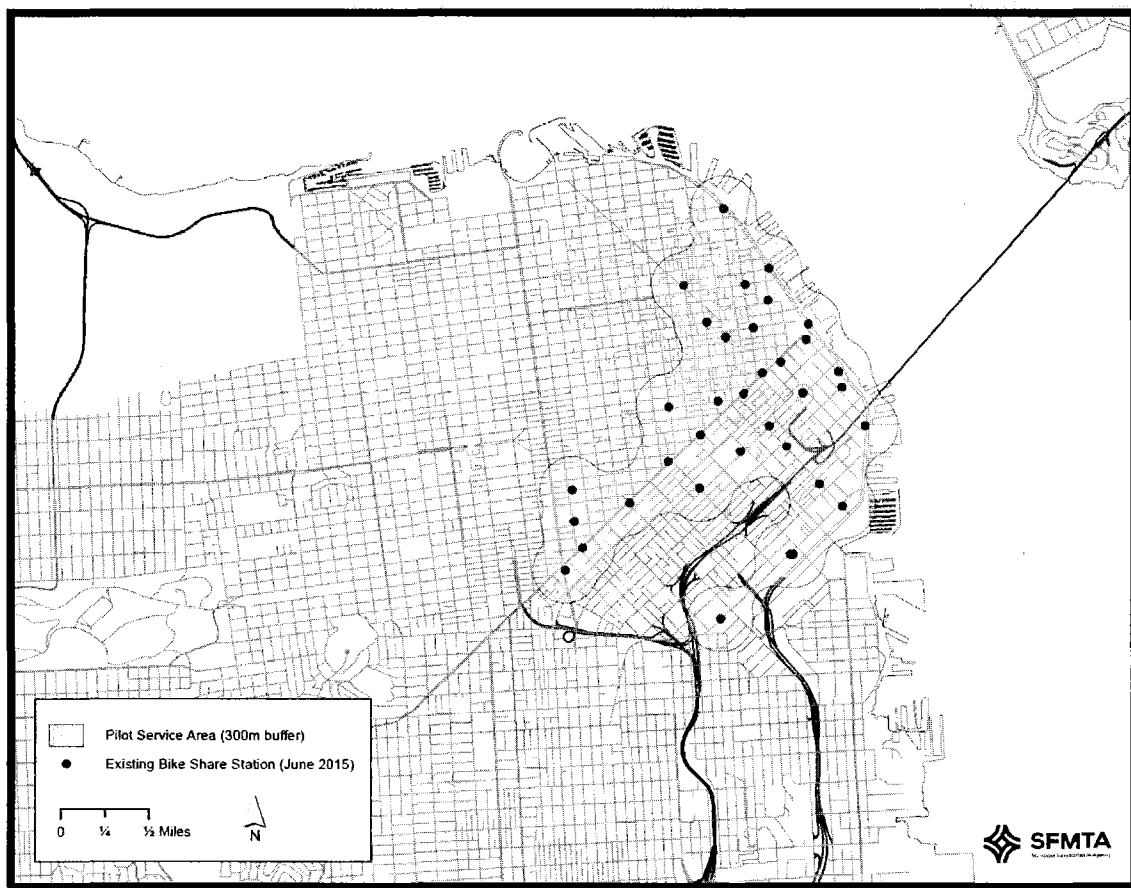 Pilot Service Area (300m buffer)
Existing Bike Share Station (June 2015)
0 ¼ ½ Miles
N
SFMTA